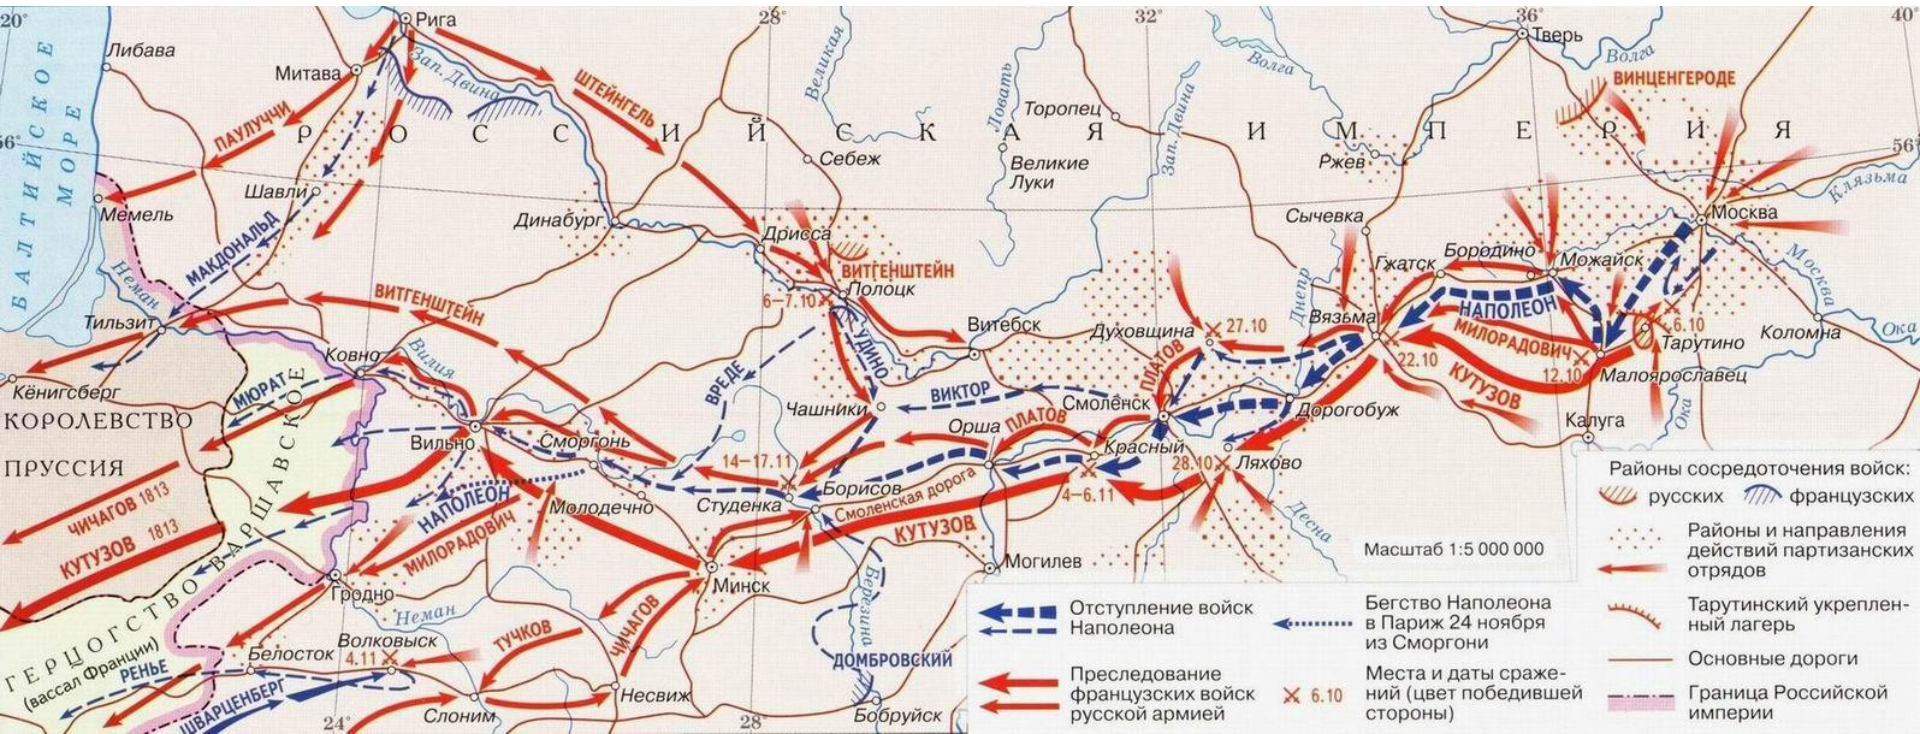 20°
28°
32°
36°
40°
Рига
Либава
Митава
Зап. Двина
ШТЕЙНГЕЛЬ
Великая
Ловать
Торопец
Зап. Двина
Волга
Тверь
Волга
ВИНЦЕНГЕРОДЕ
БАЛТИЙСКОЕ
МОРЕ
ПАУЛУЧЧИ
РОССИЙСКАЯ ИМПЕРИЯ
56°
56°
Себеж
Великие
Луки
Ржев
Клязьма
Шавли
Мемель
МАКДОНАЛЬД
Динабург
Дрисса
Сычевка
Москва
Бородино
Можайск
Гжатск
Москва
Неман
ВИТГЕНШТЕЙН
Полоцк
6–7.10
ВИТГЕНШТЕЙН
Тильзит
Днепр
НАПОЛЕОН
Витебск
Духовщина
27.10
Вязьма
МИЛОРАДОВИЧ
6.10
Тарутино
Коломна
Ока
Ковно
Вилия
УДИНО
22.10
12.10
Малоярославец
Кёнигсберг
МЮРАТ
ВРЕДЕ
ВИКТОР
ПЛАТОВ
КУТУЗОВ
КОРОЛЕВСТВО
ПРУССИЯ
Чашники
Смоленск
Дорогобуж
Калуга
Ока
Вильно
Сморгонь
Орша
ПЛАТОВ
Красный
14–17.11
28.10
Ляхово
НАПОЛЕОН
Молодечно
Студенка
Борисов
Смоленская дорога
4–6.11
Десна
ЧИЧАГОВ 1813
КУТУЗОВ 1813
МИЛОРАДОВИЧ
КУТУЗОВ
ГЕРЦОГСТВО ВАРШАВСКОЕ
(вассал Франции)
Гродно
Неман
Минск
Могилев
Березина
Масштаб 1:5 000 000
Волковыск
4.11
Белосток
ТУЧКОВ
ЧИЧАГОВ
ДОМБРОВСКИЙ
РЕНЬЕ
ШВАРЦЕНБЕРГ
Слоним
Несвиж
Бобруйск
24°
28
Районы сосредоточения войск:
русских французских
Районы и направления
действий партизанских
отрядов
Тарутинский укреплен-
ный лагерь
Основные дороги
Граница Российской
империи
Отступление войск
Наполеона
Преследование
французских войск
русской армией
Бегство Наполеона
в Париж 24 ноября
из Сморгони
6.10
Места и даты сраже-
ний (цвет победившей
стороны)